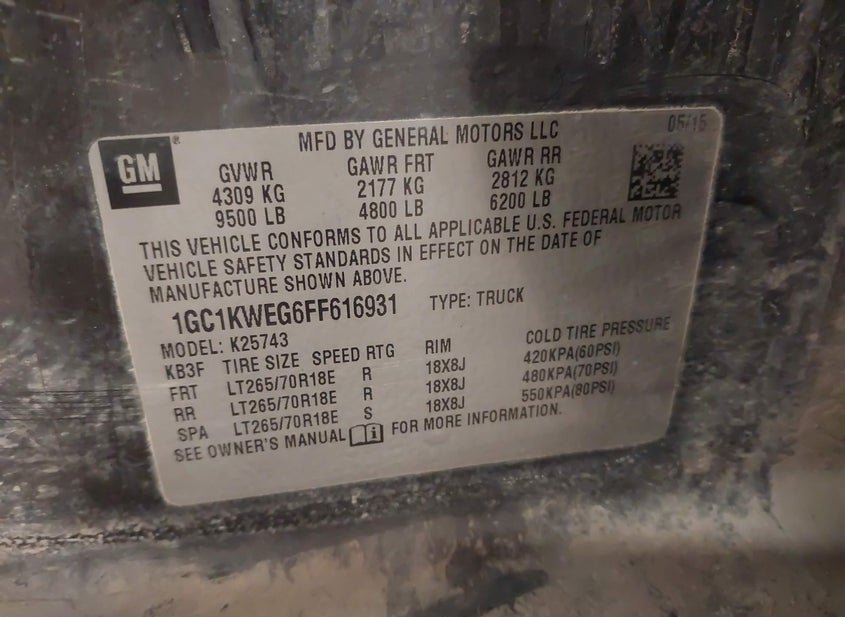 GM
®
MFD BY GENERAL MOTORS LLC
05/15
GVWR GAWR FRT GAWR RR
4309 KG 2177 KG 2812 KG
9500 LB 4800 LB 6200 LB
THIS VEHICLE CONFORMS TO ALL APPLICABLE U.S. FEDERAL MOTOR
VEHICLE SAFETY STANDARDS IN EFFECT ON THE DATE OF
MANUFACTURE SHOWN ABOVE.
1GC1KWEG6FF616931 TYPE: TRUCK
MODEL: K25743
KB3F TIRE SIZE SPEED RTG RIM COLD TIRE PRESSURE
FRT LT265/70R18E R 18X8J 420KPA(60PSI)
RR LT265/70R18E R 18X8J 480KPA(70PSI)
SPA LT265/70R18E S 18X8J 550KPA(80PSI)
SEE OWNER'S MANUAL FOR MORE INFORMATION.